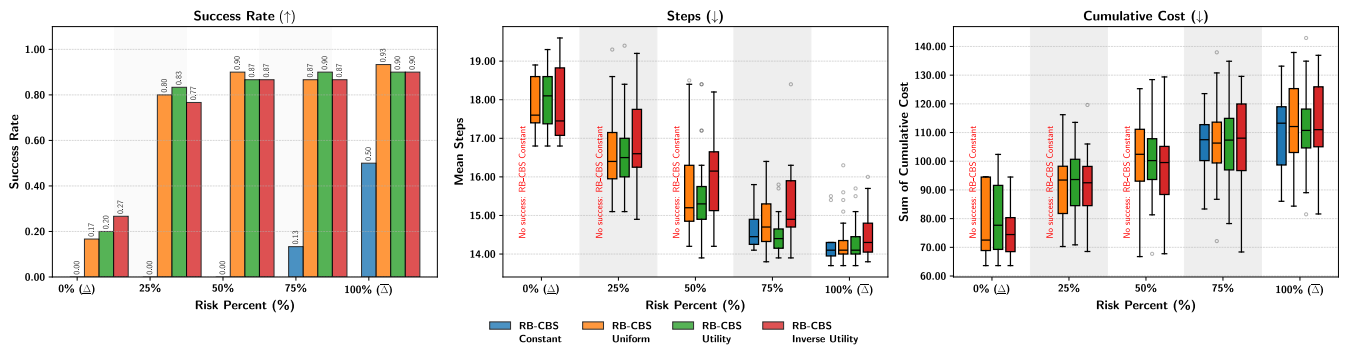 Success Rate (↑)
Success Rate
1.00
0.80
0.60
0.40
0.20
0.00
0.00
0.17
0.20
0.27
0.00
0.80
0.83
0.77
0.00
0.90
0.87
0.87
0.13
0.87
0.90
0.87
0.50
0.93
0.90
0.90
0% (Δ)
25%
50%
75%
100% (Δ)
Risk Percent (%)
Steps (↓)
Mean Steps
19.00
18.00
17.00
16.00
15.00
14.00
No success: RB-CBS Constant
No success: RB-CBS Constant
No success: RB-CBS Constant
0% (Δ)
25%
50%
75%
100% (Δ)
Risk Percent (%)
Cumulative Cost (↓)
Sum of Cumulative Cost
140.00
130.00
120.00
110.00
100.00
90.00
80.00
70.00
60.00
No success: RB-CBS Constant
No success: RB-CBS Constant
No success: RB-CBS Constant
0% (Δ)
25%
50%
75%
100% (Δ)
Risk Percent (%)
RB-CBS
Constant
RB-CBS
Uniform
RB-CBS
Utility
RB-CBS
Inverse Utility